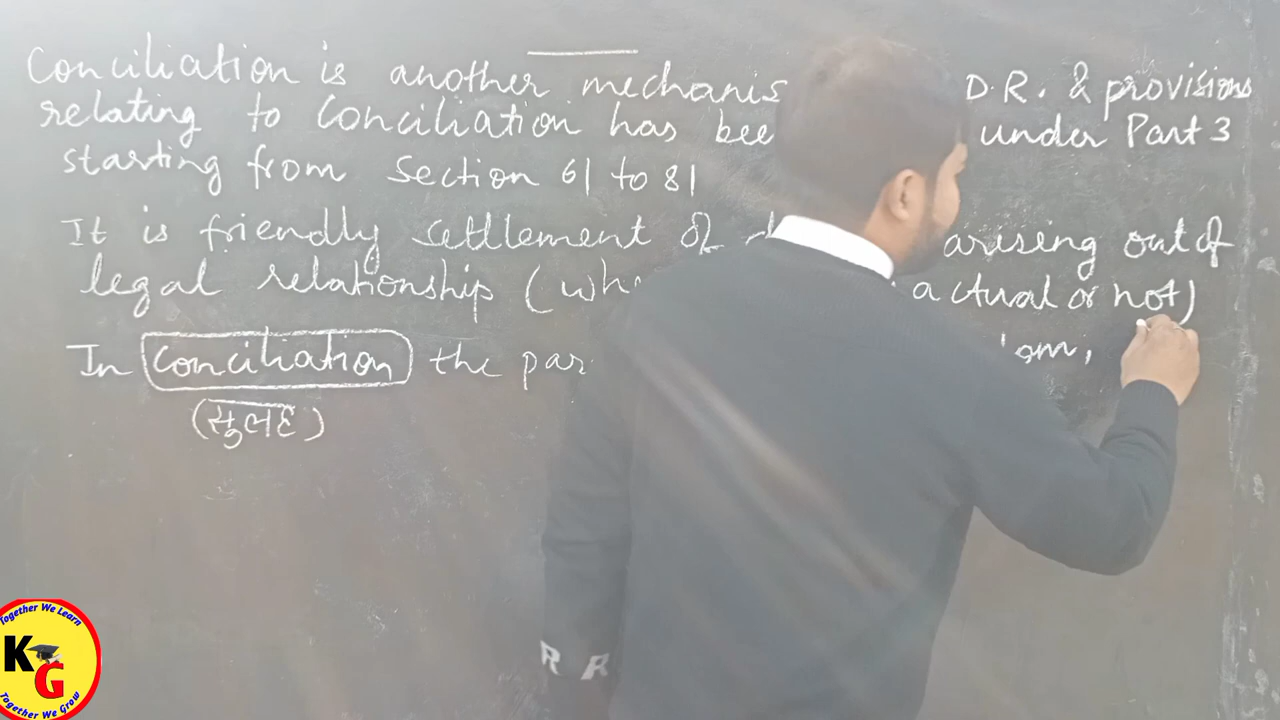 Conciliation is another mechanis D.R. & provisions
relating to Conciliation has bee under Part 3
starting from Section 61 to 81
It is friendly settlement of arising out of
legal relationship (whe actual or not)
In Conciliation the par
(सुलह)
R R
Together We Learn
KG
Together We Grow